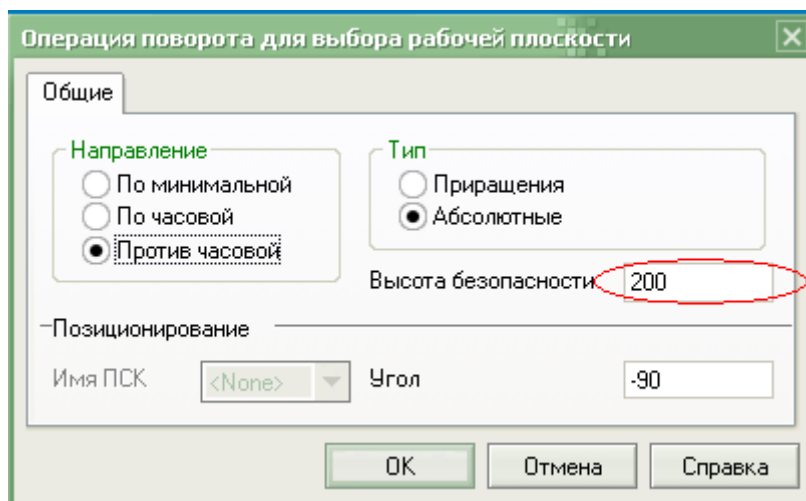 Операция поворота для выбора рабочей плоскости
Общие
Направление
По минимальной
По часовой
Против часовой
Тип
Приращения
Абсолютные
Высота безопасности 200
Позиционирование
Имя ПСК <None> Угол -90
OK Отмена Справка